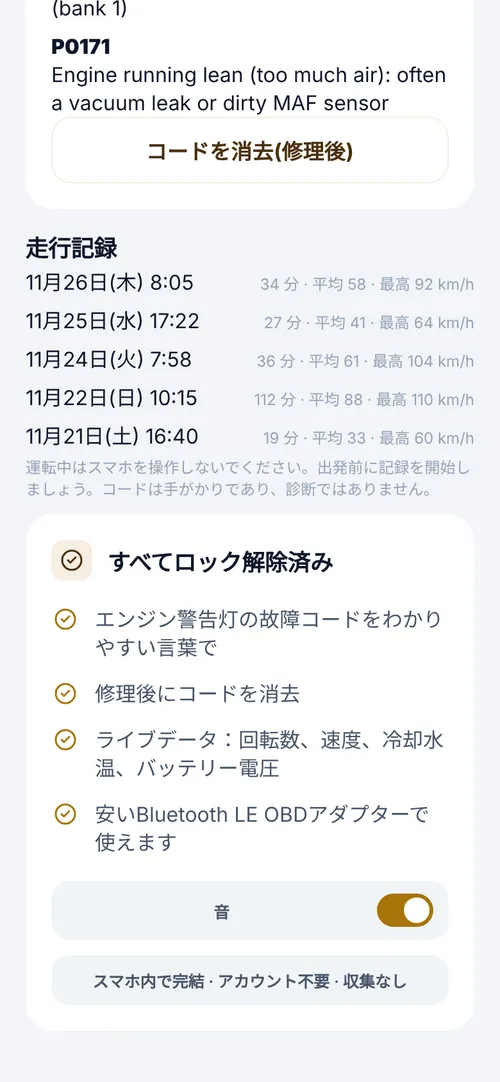 (bank 1)
P0171
Engine running lean (too much air): often
a vacuum leak or dirty MAF sensor
コードを消去(修理後)
走行記録
11月26日(木) 8:05 34 分 · 平均 58 · 最高 92 km/h
11月25日(水) 17:22 27 分 · 平均 41 · 最高 64 km/h
11月24日(火) 7:58 36 分 · 平均 61 · 最高 104 km/h
11月22日(日) 10:15 112 分 · 平均 88 · 最高 110 km/h
11月21日(土) 16:40 19 分 · 平均 33 · 最高 60 km/h
運転中はスマホを操作しないでください。出発前に記録を開始し
ましょう。コードは手がかりであり、診断ではありません。
すべてロック解除済み
エンジン警告灯の故障コードをわかり
やすい言葉で
修理後にコードを消去
ライブデータ：回転数、速度、冷却水
温、バッテリー電圧
安いBluetooth LE OBDアダプターで
使えます
音
スマホ内で完結 · アカウント不要 · 収集なし